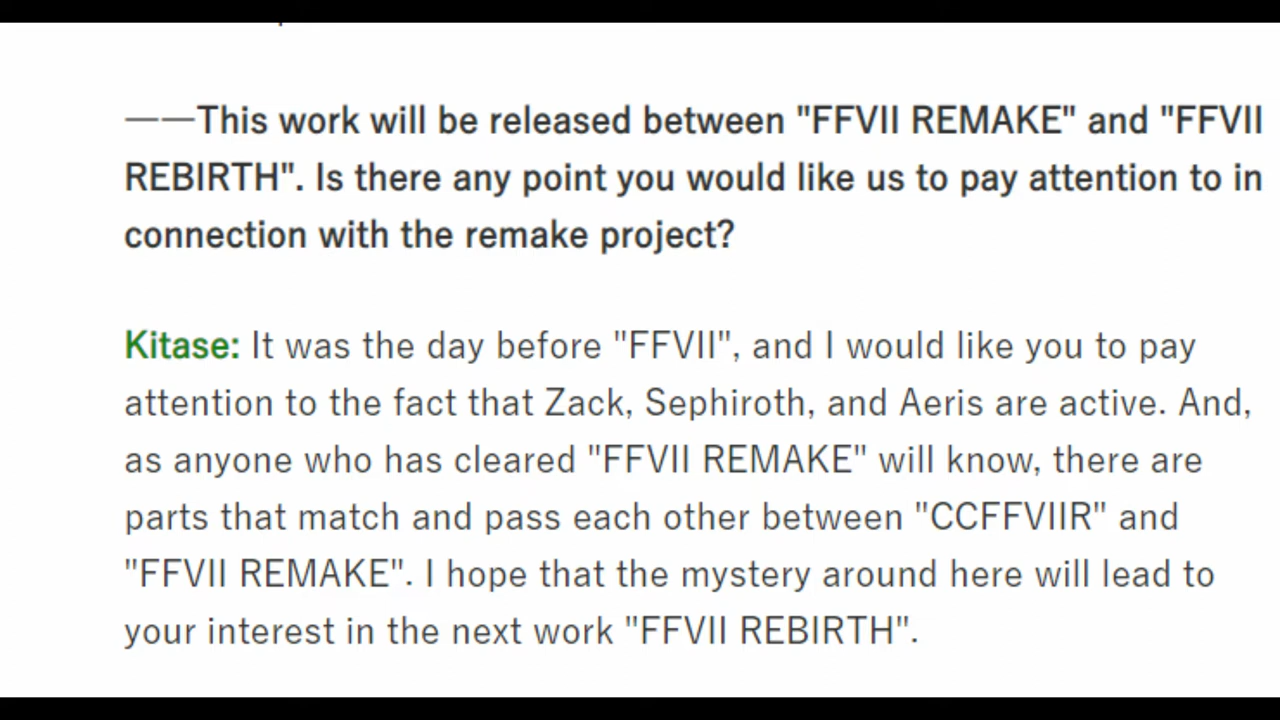 ——This work will be released between "FFVII REMAKE" and "FFVII
REBIRTH". Is there any point you would like us to pay attention to in
connection with the remake project?
Kitase: It was the day before "FFVII", and I would like you to pay
attention to the fact that Zack, Sephiroth, and Aeris are active. And,
as anyone who has cleared "FFVII REMAKE" will know, there are
parts that match and pass each other between "CCFFVIIR" and
"FFVII REMAKE". I hope that the mystery around here will lead to
your interest in the next work "FFVII REBIRTH".